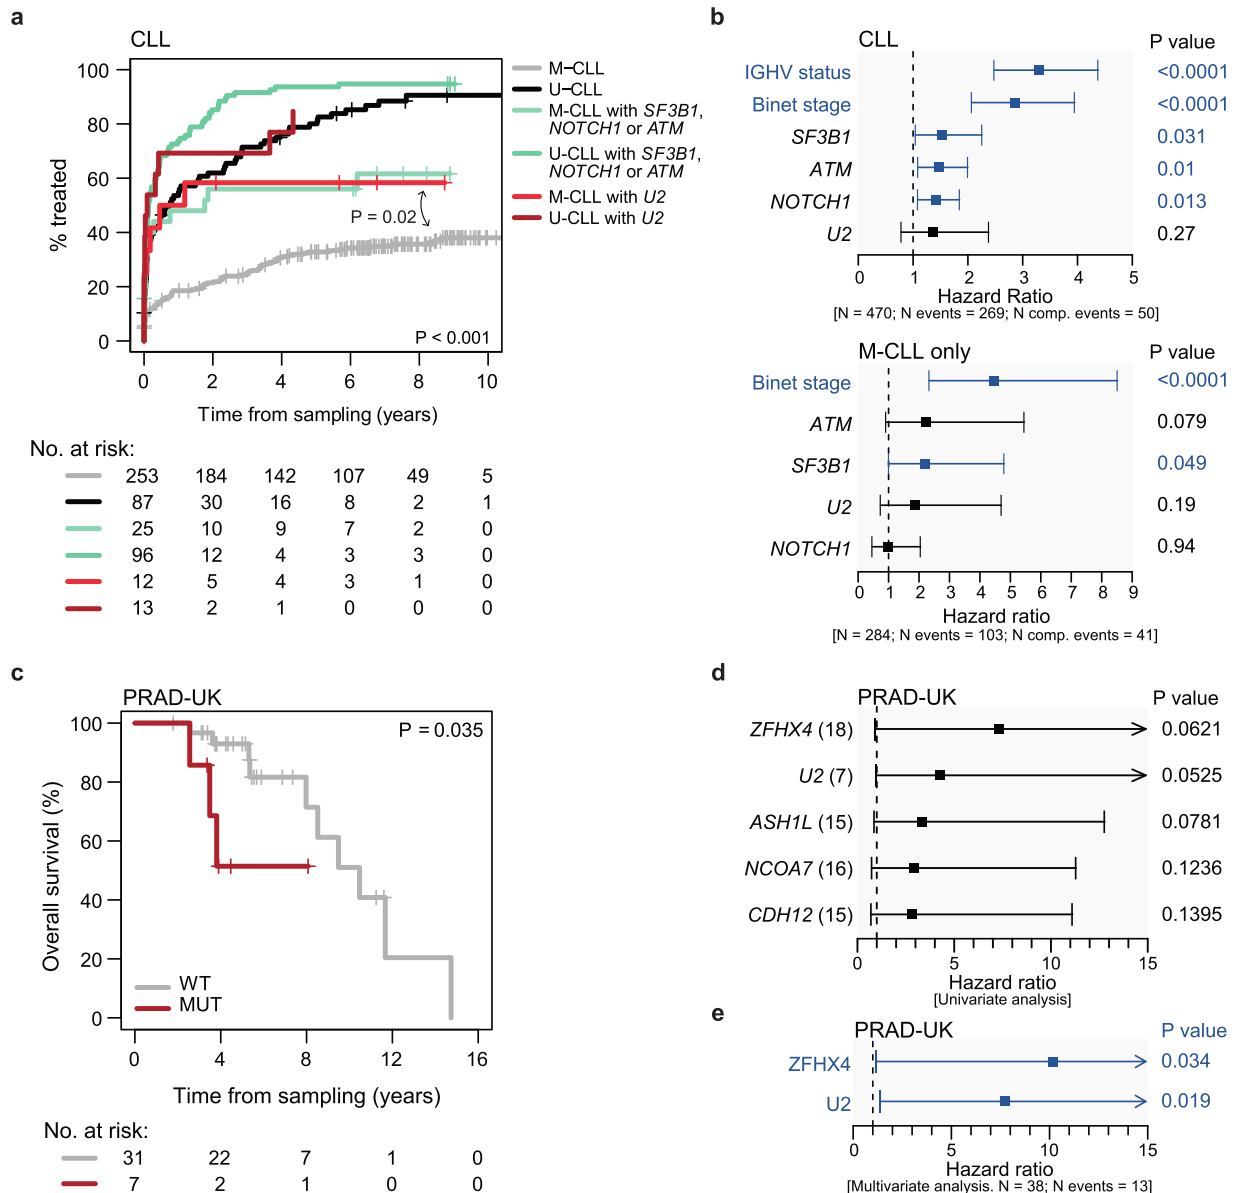 a
CLL
% treated
100
80
60
40
20
0
P = 0.02
P < 0.001
0 2 4 6 8 10
Time from sampling (years)
M–CLL
U–CLL
M-CLL with SF3B1,
NOTCH1 or ATM
U-CLL with SF3B1,
NOTCH1 or ATM
M-CLL with U2
U-CLL with U2
No. at risk:
253 184 142 107 49 5
87 30 16 8 2 1
25 10 9 7 2 0
96 12 4 3 3 0
12 5 4 3 1 0
13 2 1 0 0 0
b
CLL
P value
IGHV status <0.0001
Binet stage <0.0001
SF3B1 0.031
ATM 0.01
NOTCH1 0.013
U2 0.27
0 1 2 3 4 5
Hazard Ratio
[N = 470; N events = 269; N comp. events = 50]
M-CLL only
P value
Binet stage <0.0001
ATM 0.079
SF3B1 0.049
U2 0.19
NOTCH1 0.94
0 1 2 3 4 5 6 7 8 9
Hazard ratio
[N = 284; N events = 103; N comp. events = 41]
c
PRAD-UK
P = 0.035
Overall survival (%)
100
80
60
40
20
0
WT
MUT
0 4 8 12 16
Time from sampling (years)
No. at risk:
31 22 7 1 0
7 2 1 0 0
d
PRAD-UK
P value
ZFHX4 (18) 0.0621
U2 (7) 0.0525
ASH1L (15) 0.0781
NCOA7 (16) 0.1236
CDH12 (15) 0.1395
0 5 10 15
Hazard ratio
[Univariate analysis]
e
PRAD-UK
P value
ZFHX4 0.034
U2 0.019
0 5 10 15
Hazard ratio
[Multivariate analysis. N = 38; N events = 13]